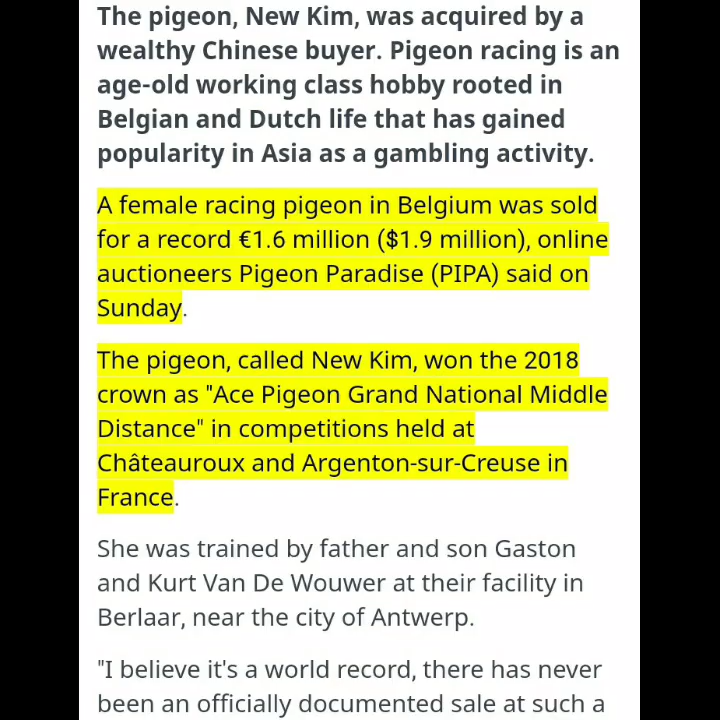 The pigeon, New Kim, was acquired by a
wealthy Chinese buyer. Pigeon racing is an
age-old working class hobby rooted in
Belgian and Dutch life that has gained
popularity in Asia as a gambling activity.
A female racing pigeon in Belgium was sold
for a record €1.6 million ($1.9 million), online
auctioneers Pigeon Paradise (PIPA) said on
Sunday.
The pigeon, called New Kim, won the 2018
crown as "Ace Pigeon Grand National Middle
Distance" in competitions held at
Châteauroux and Argenton-sur-Creuse in
France.
She was trained by father and son Gaston
and Kurt Van De Wouwer at their facility in
Berlaar, near the city of Antwerp.
"I believe it's a world record, there has never
been an officially documented sale at such a